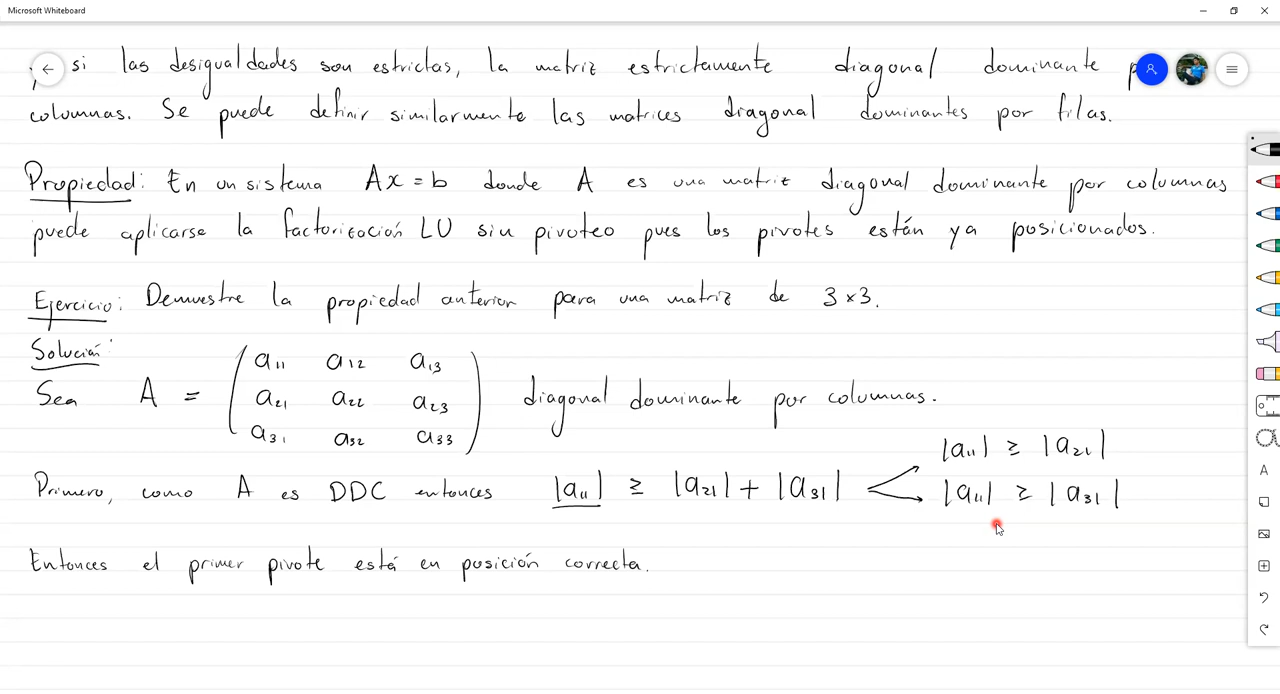 Microsoft Whiteboard
si las desigualdades son estrictas, la matriz estrictamente diagonal dominante
columnas. Se puede definir similarmente las matrices diagonal dominantes por filas.
Propiedad: En un sistema Ax = b donde A es una matriz diagonal dominante por columnas
puede aplicarse la factorización LU sin pivoteo pues los pivotes están ya posicionados.
Ejercicio: Demuestre la propiedad anterior para una matriz de 3×3.
Solución:
a11 a12 a13
Sea A = a21 a22 a23 diagonal dominante por columnas.
a31 a32 a33
|a11| ≥ |a21|
Primero, como A es DDC entonces |a11| ≥ |a21| + |a31| |a11| ≥ |a31|
Entonces el primer pivote está en posición correcta.